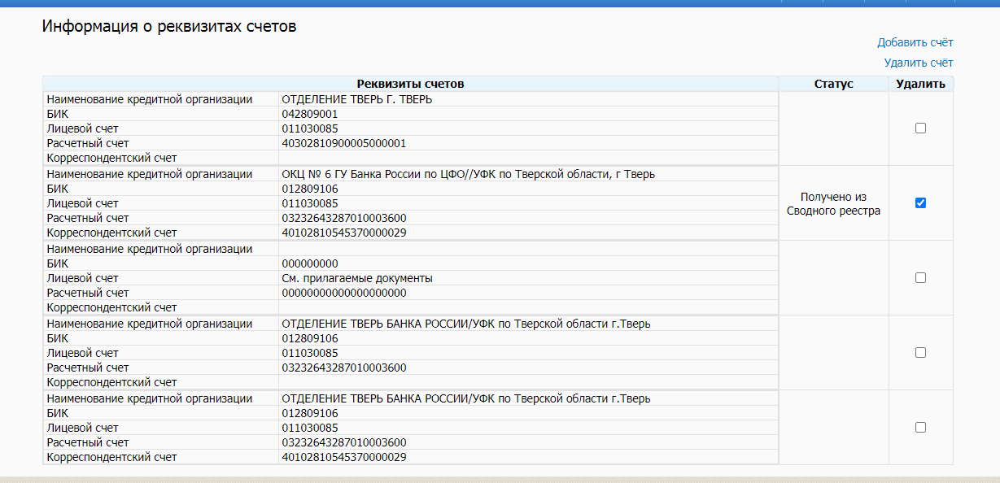 Информация о реквизитах счетов
Добавить счёт
Удалить счёт
Реквизиты счетов Статус Удалить
Наименование кредитной организации ОТДЕЛЕНИЕ ТВЕРЬ Г. ТВЕРЬ
БИК 042809001
Лицевой счет 011030085
Расчетный счет 40302810900005000001
Корреспондентский счет
Наименование кредитной организации ОКЦ № 6 ГУ Банка России по ЦФО//УФК по Тверской области, г Тверь
БИК 012809106
Лицевой счет 011030085
Расчетный счет 03232643287010003600
Корреспондентский счет 40102810545370000029
Получено из
Сводного реестра
Наименование кредитной организации
БИК 000000000
Лицевой счет См. прилагаемые документы
Расчетный счет 00000000000000000000
Корреспондентский счет
Наименование кредитной организации ОТДЕЛЕНИЕ ТВЕРЬ БАНКА РОССИИ/УФК по Тверской области г.Тверь
БИК 012809106
Лицевой счет 011030085
Расчетный счет 03232643287010003600
Корреспондентский счет
Наименование кредитной организации ОТДЕЛЕНИЕ ТВЕРЬ БАНКА РОССИИ/УФК по Тверской области г.Тверь
БИК 012809106
Лицевой счет 011030085
Расчетный счет 03232643287010003600
Корреспондентский счет 40102810545370000029